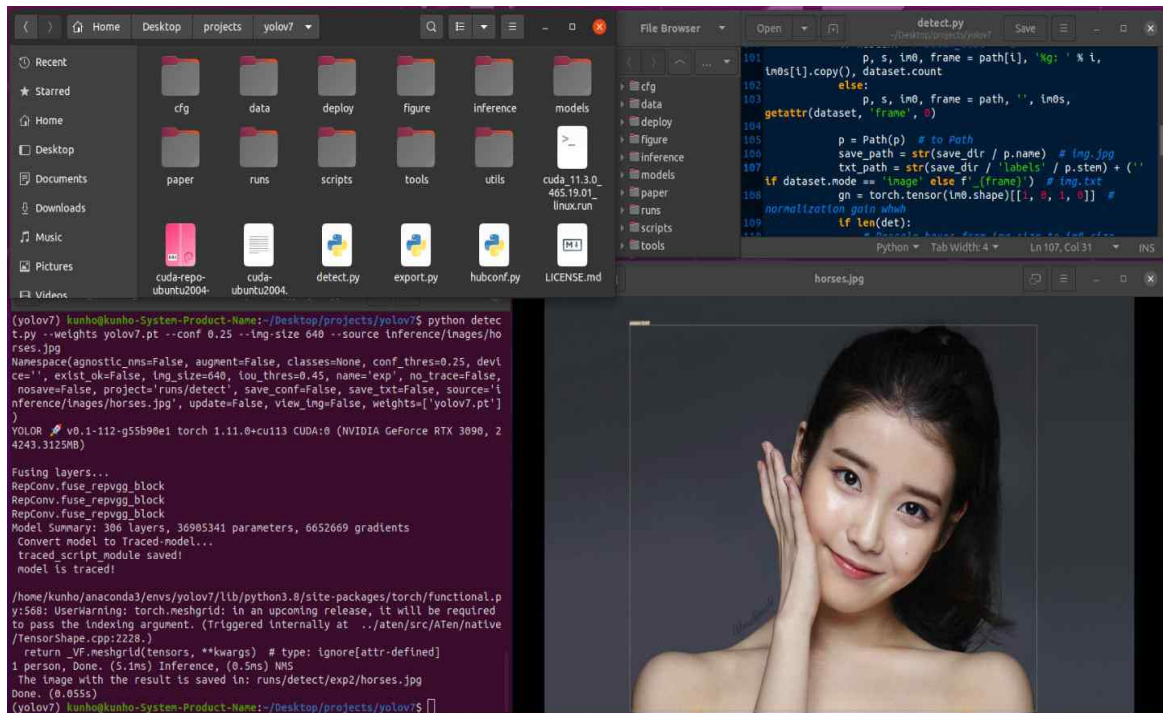 Home Desktop projects yolov7
Recent
Starred
Home
Desktop
Documents
Downloads
Music
Pictures
Videos
cfg data deploy figure inference models
paper runs scripts tools utils cuda_11.3.0_
465.19.01_
linux.run
cuda-repo-
ubuntu2004-
cuda-
ubuntu2004.
detect.py export.py hubconf.py LICENSE.md
File Browser
cfg
data
deploy
figure
inference
models
paper
runs
scripts
tools
Open
detect.py
~/Desktop/projects/yolov7
Save
101 p, s, im0, frame = path[i], '%g: ' % i,
im0s[i].copy(), dataset.count
102 else:
103 p, s, im0, frame = path, '', im0s,
getattr(dataset, 'frame', 0)
104
105 p = Path(p) # to Path
106 save_path = str(save_dir / p.name) # img.jpg
107 txt_path = str(save_dir / 'labels' / p.stem) + (''
if dataset.mode == 'image' else f'_{frame}') # img.txt
108 gn = torch.tensor(im0.shape)[[1, 0, 1, 0]] #
normalization gain whwh
109 if len(det):
Python Tab Width: 4 Ln 107, Col 31 INS
horses.jpg
(yolov7) kunho@kunho-System-Product-Name:~/Desktop/projects/yolov7$ python detec
t.py --weights yolov7.pt --conf 0.25 --img-size 640 --source inference/images/ho
rses.jpg
Namespace(agnostic_nms=False, augment=False, classes=None, conf_thres=0.25, devi
ce='', exist_ok=False, img_size=640, iou_thres=0.45, name='exp', no_trace=False,
nosave=False, project='runs/detect', save_conf=False, save_txt=False, source='i
nference/images/horses.jpg', update=False, view_img=False, weights=['yolov7.pt']
)
YOLOR 🚀 v0.1-112-g55b90e1 torch 1.11.0+cu113 CUDA:0 (NVIDIA GeForce RTX 3090, 2
4243.3125MB)
Fusing layers...
RepConv.fuse_repvgg_block
RepConv.fuse_repvgg_block
RepConv.fuse_repvgg_block
Model Summary: 306 layers, 36905341 parameters, 6652669 gradients
Convert model to Traced-model...
traced_script_module saved!
model is traced!
/home/kunho/anaconda3/envs/yolov7/lib/python3.8/site-packages/torch/functional.p
y:568: UserWarning: torch.meshgrid: in an upcoming release, it will be required
to pass the indexing argument. (Triggered internally at ../aten/src/ATen/native
/TensorShape.cpp:2228.)
return _VF.meshgrid(tensors, **kwargs) # type: ignore[attr-defined]
1 person, Done. (5.1ms) Inference, (0.5ms) NMS
The image with the result is saved in: runs/detect/exp2/horses.jpg
Done. (0.055s)
(yolov7) kunho@kunho-System-Product-Name:~/Desktop/projects/yolov7$